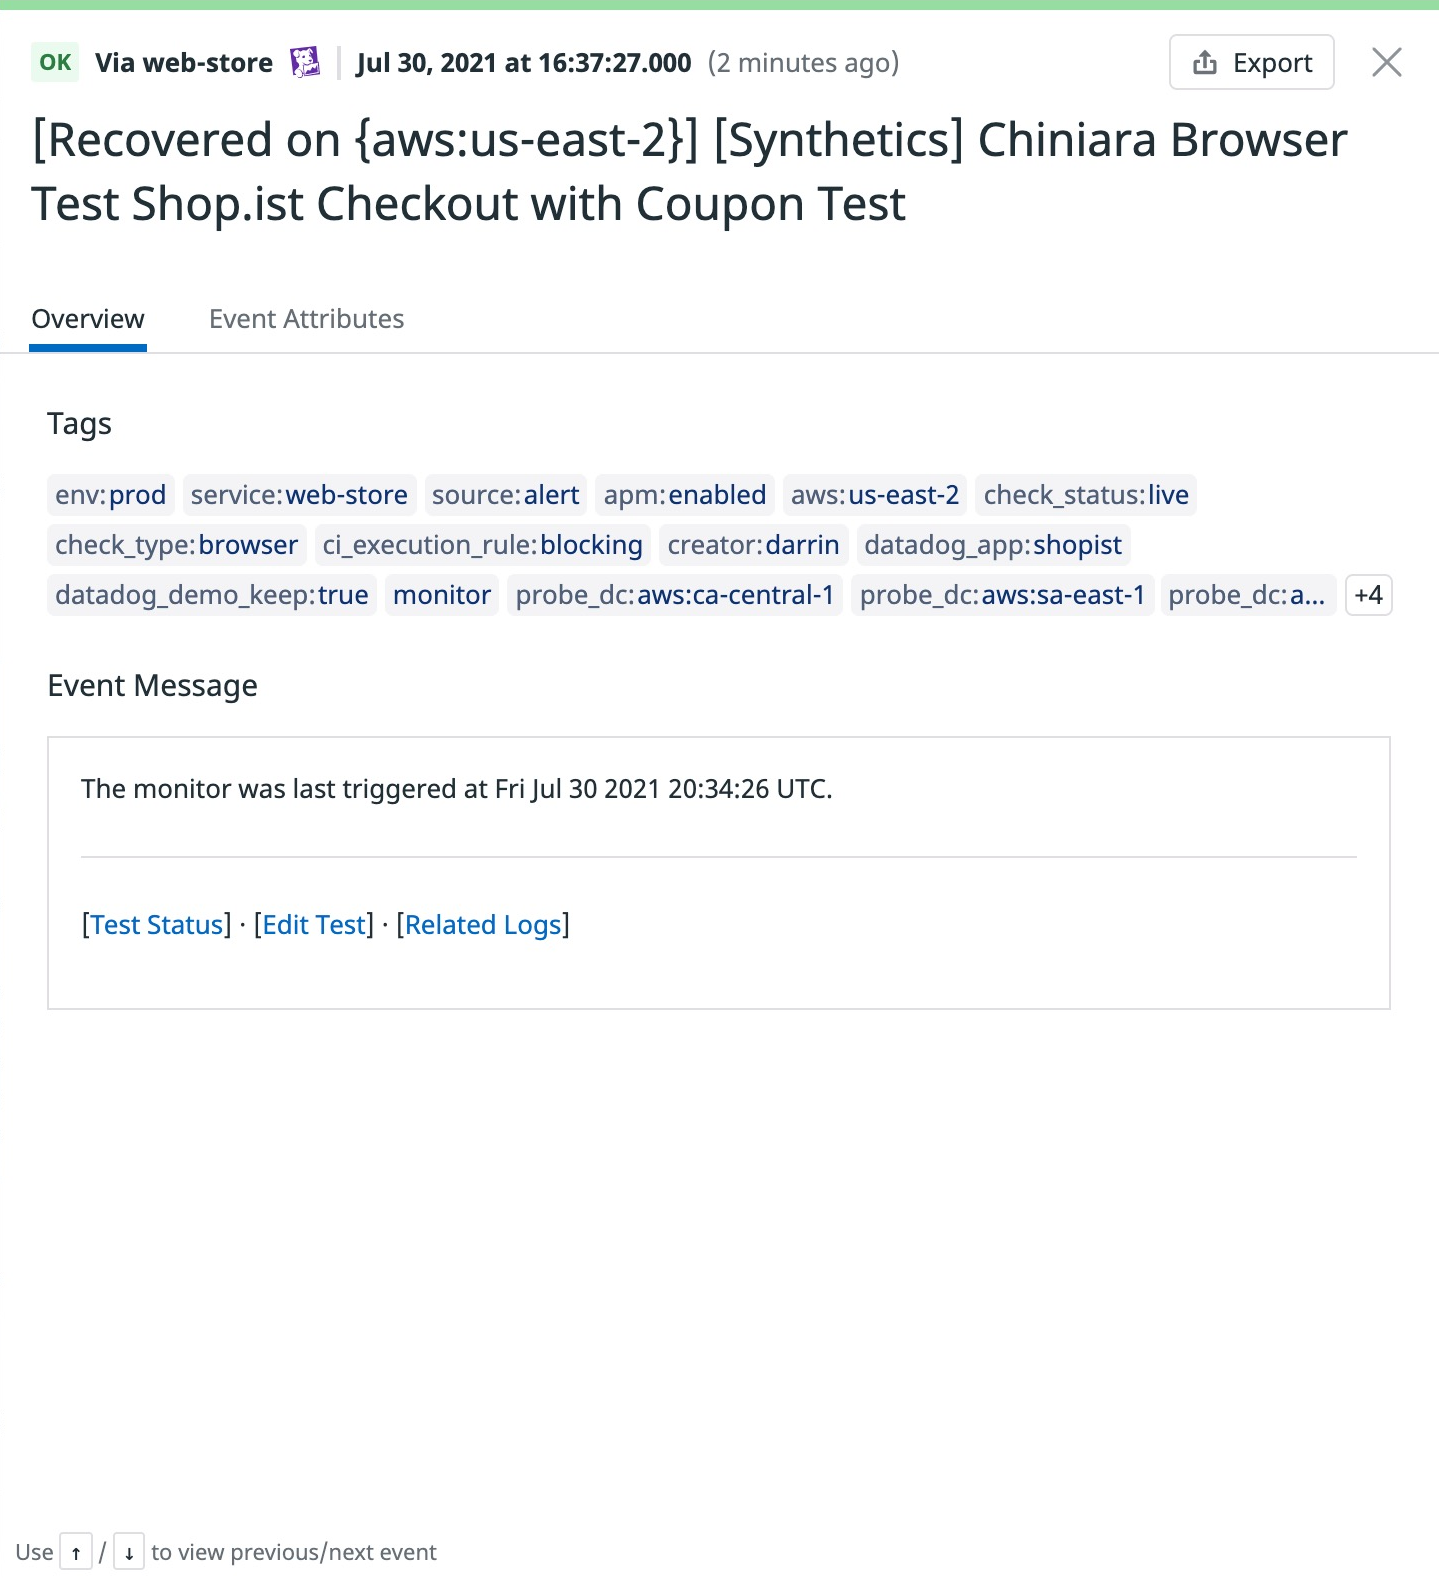 OK Via web-store Jul 30, 2021 at 16:37:27.000 (2 minutes ago) Export
[Recovered on {aws:us-east-2}] [Synthetics] Chiniara Browser
Test Shop.ist Checkout with Coupon Test
Overview Event Attributes
Tags
env:prod service:web-store source:alert apm:enabled aws:us-east-2 check_status:live
check_type:browser ci_execution_rule:blocking creator:darrin datadog_app:shopist
datadog_demo_keep:true monitor probe_dc:aws:ca-central-1 probe_dc:aws:sa-east-1 probe_dc:a... +4
Event Message
The monitor was last triggered at Fri Jul 30 2021 20:34:26 UTC.
[Test Status] · [Edit Test] · [Related Logs]
Use ↑ / ↓ to view previous/next event